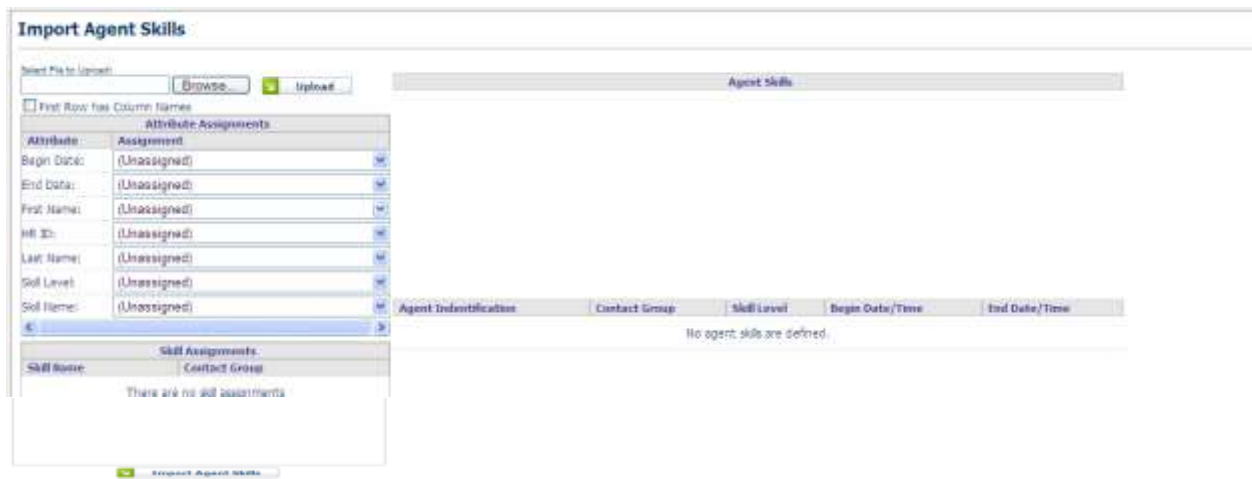 Import Agent Skills
Select File to Upload:
Browse... Upload
First Row has Column Names
Attribute Assignments
Attribute Assignment
Begin Date: (Unassigned)
End Date: (Unassigned)
First Name: (Unassigned)
HR ID: (Unassigned)
Last Name: (Unassigned)
Skill Level: (Unassigned)
Skill Name: (Unassigned)
Skill Assignments
Skill Name Contact Group
There are no skill assignments
Import Agent Skills
Agent Skills
Agent Indentification Contact Group Skill Level Begin Date/Time End Date/Time
No agent skills are defined.